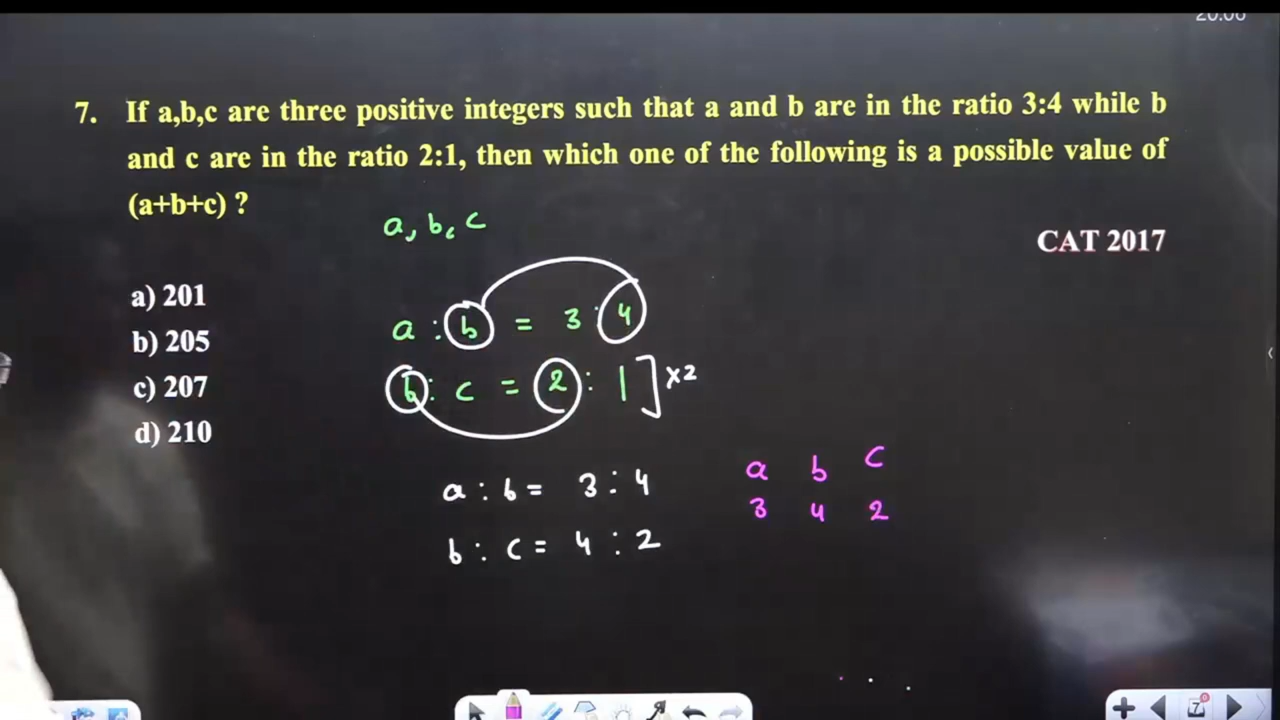 7. If a,b,c are three positive integers such that a and b are in the ratio 3:4 while b
and c are in the ratio 2:1, then which one of the following is a possible value of
(a+b+c) ?
CAT 2017
a) 201
b) 205
c) 207
d) 210
a, b, c
a : b = 3 : 4
b : c = 2 : 1 ] x2
a : b = 3 : 4
b : c = 4 : 2
a b c
3 4 2